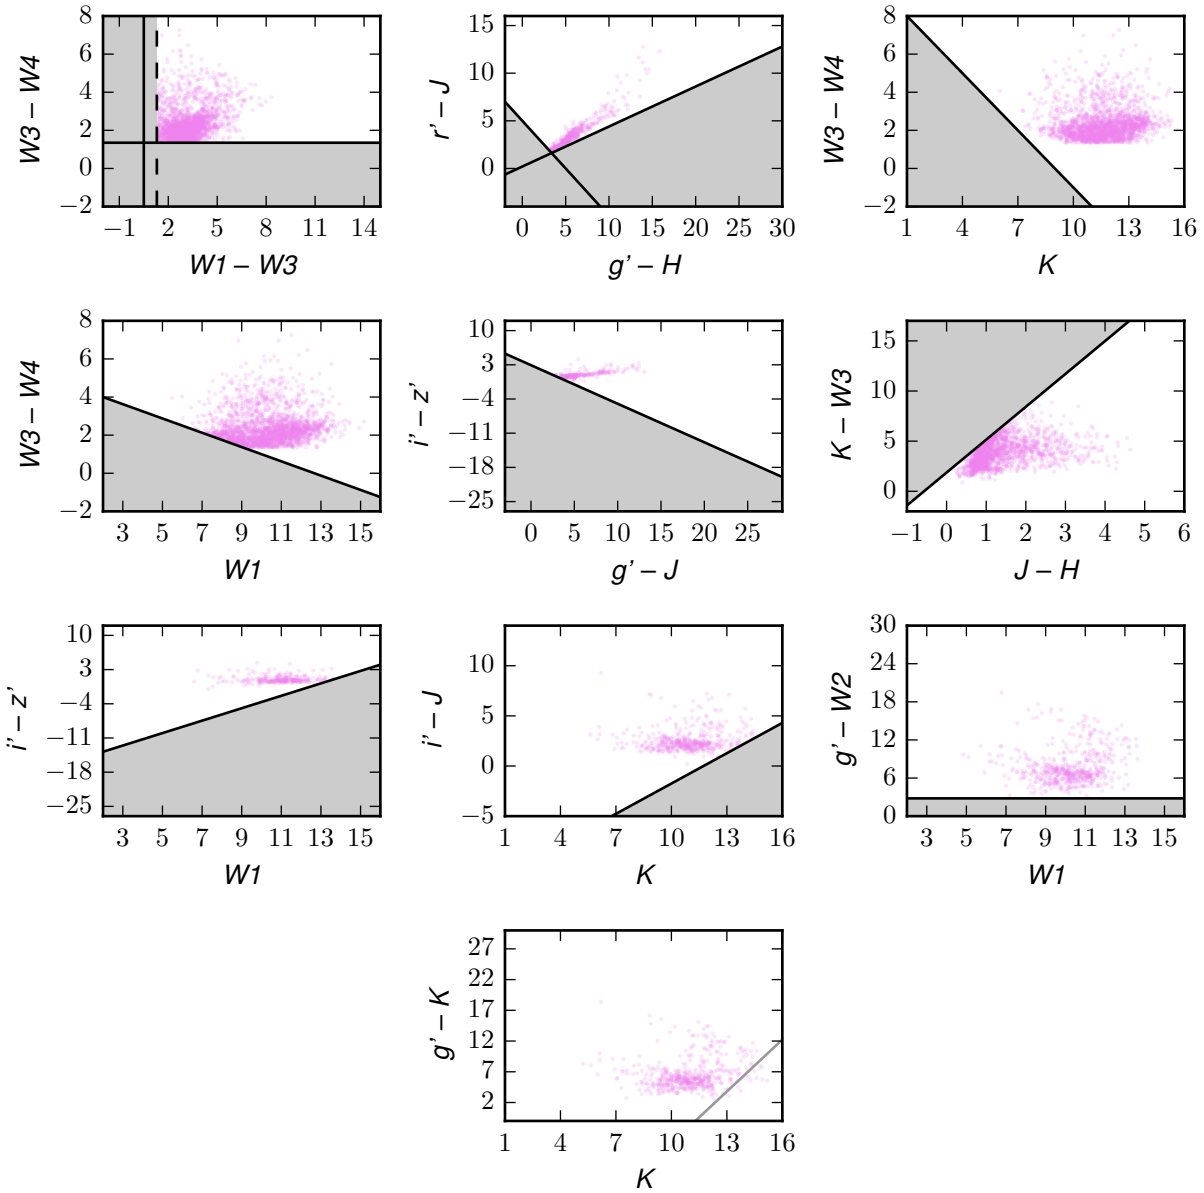 8 6 4 2 0 −2
W3 – W4
−1 2 5 8 11 14
W1 – W3
15 10 5 0
r' – J
0 5 10 15 20 25 30
g' – H
8 6 4 2 0 −2
W3 – W4
1 4 7 10 13 16
K
8 6 4 2 0 −2
W3 – W4
3 5 7 9 11 13 15
W1
10 3 −4 −11 −18 −25
i' – z'
0 5 10 15 20 25
g' – J
15 10 5 0
K – W3
−1 0 1 2 3 4 5 6
J – H
10 3 −4 −11 −18 −25
i' – z'
3 5 7 9 11 13 15
W1
10 5 0 −5
i' – J
1 4 7 10 13 16
K
30 24 18 12 6 0
g' – W2
3 5 7 9 11 13 15
W1
27 22 17 12 7 2
g' – K
1 4 7 10 13 16
K